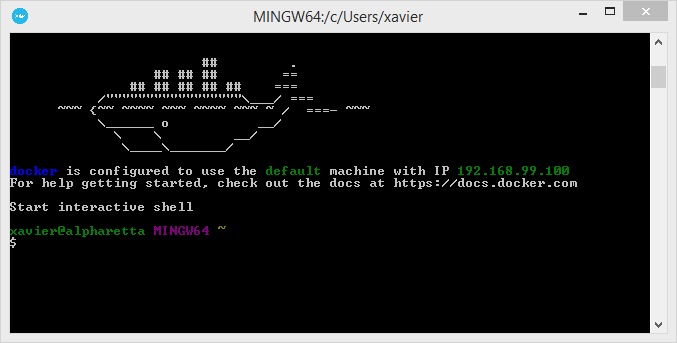 MINGW64:/c/Users/xavier
                        ##         .
                  ## ## ##        ==
               ## ## ## ## ##    ===
           /"""""""""""""""""\___/ ===
      ~~~ {~~ ~~~~ ~~~ ~~~~ ~~~ ~ /  ===- ~~~
           \______ o           __/
             \    \         __/
              \____\_______/
docker is configured to use the default machine with IP 192.168.99.100
For help getting started, check out the docs at https://docs.docker.com
Start interactive shell
xavier@alpharetta MINGW64 ~
$